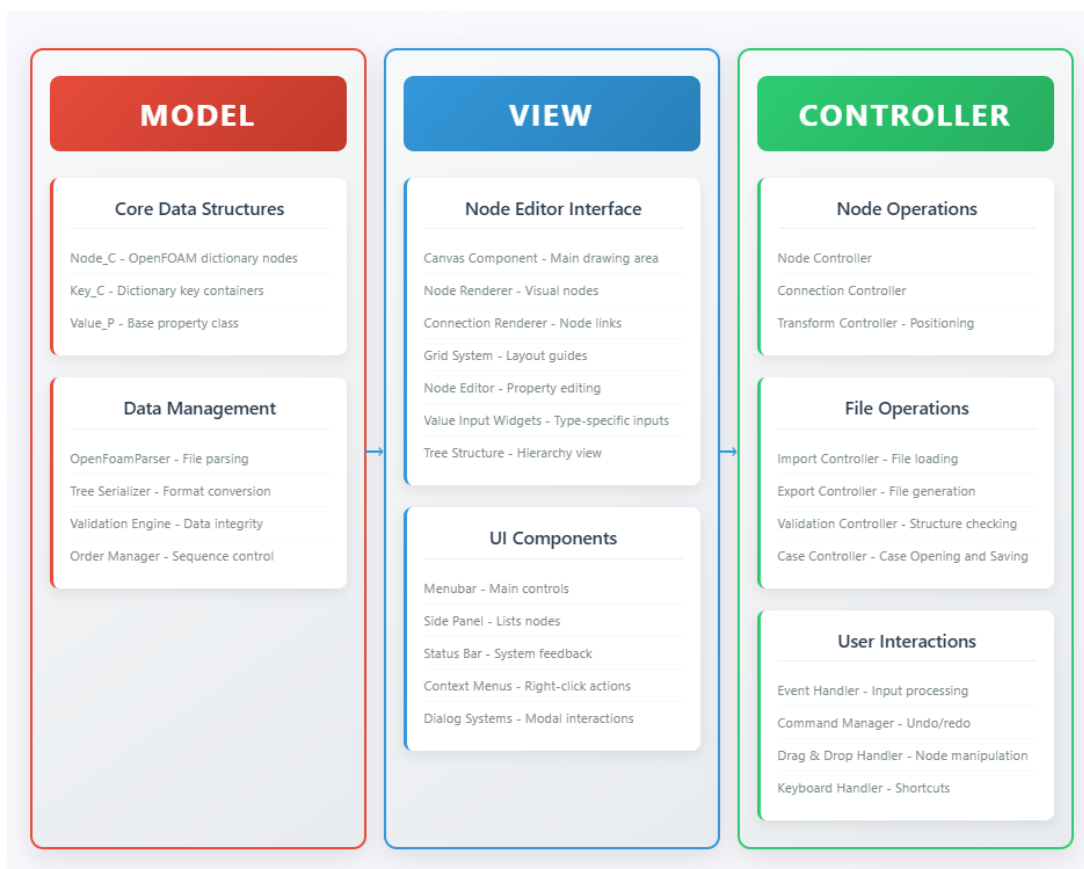 MODEL
Core Data Structures
Node_C - OpenFOAM dictionary nodes
Key_C - Dictionary key containers
Value_P - Base property class
Data Management
OpenFoamParser - File parsing
Tree Serializer - Format conversion
Validation Engine - Data integrity
Order Manager - Sequence control
→
VIEW
Node Editor Interface
Canvas Component - Main drawing area
Node Renderer - Visual nodes
Connection Renderer - Node links
Grid System - Layout guides
Node Editor - Property editing
Value Input Widgets - Type-specific inputs
Tree Structure - Hierarchy view
UI Components
Menubar - Main controls
Side Panel - Lists nodes
Status Bar - System feedback
Context Menus - Right-click actions
Dialog Systems - Modal interactions
→
CONTROLLER
Node Operations
Node Controller
Connection Controller
Transform Controller - Positioning
File Operations
Import Controller - File loading
Export Controller - File generation
Validation Controller - Structure checking
Case Controller - Case Opening and Saving
User Interactions
Event Handler - Input processing
Command Manager - Undo/redo
Drag & Drop Handler - Node manipulation
Keyboard Handler - Shortcuts